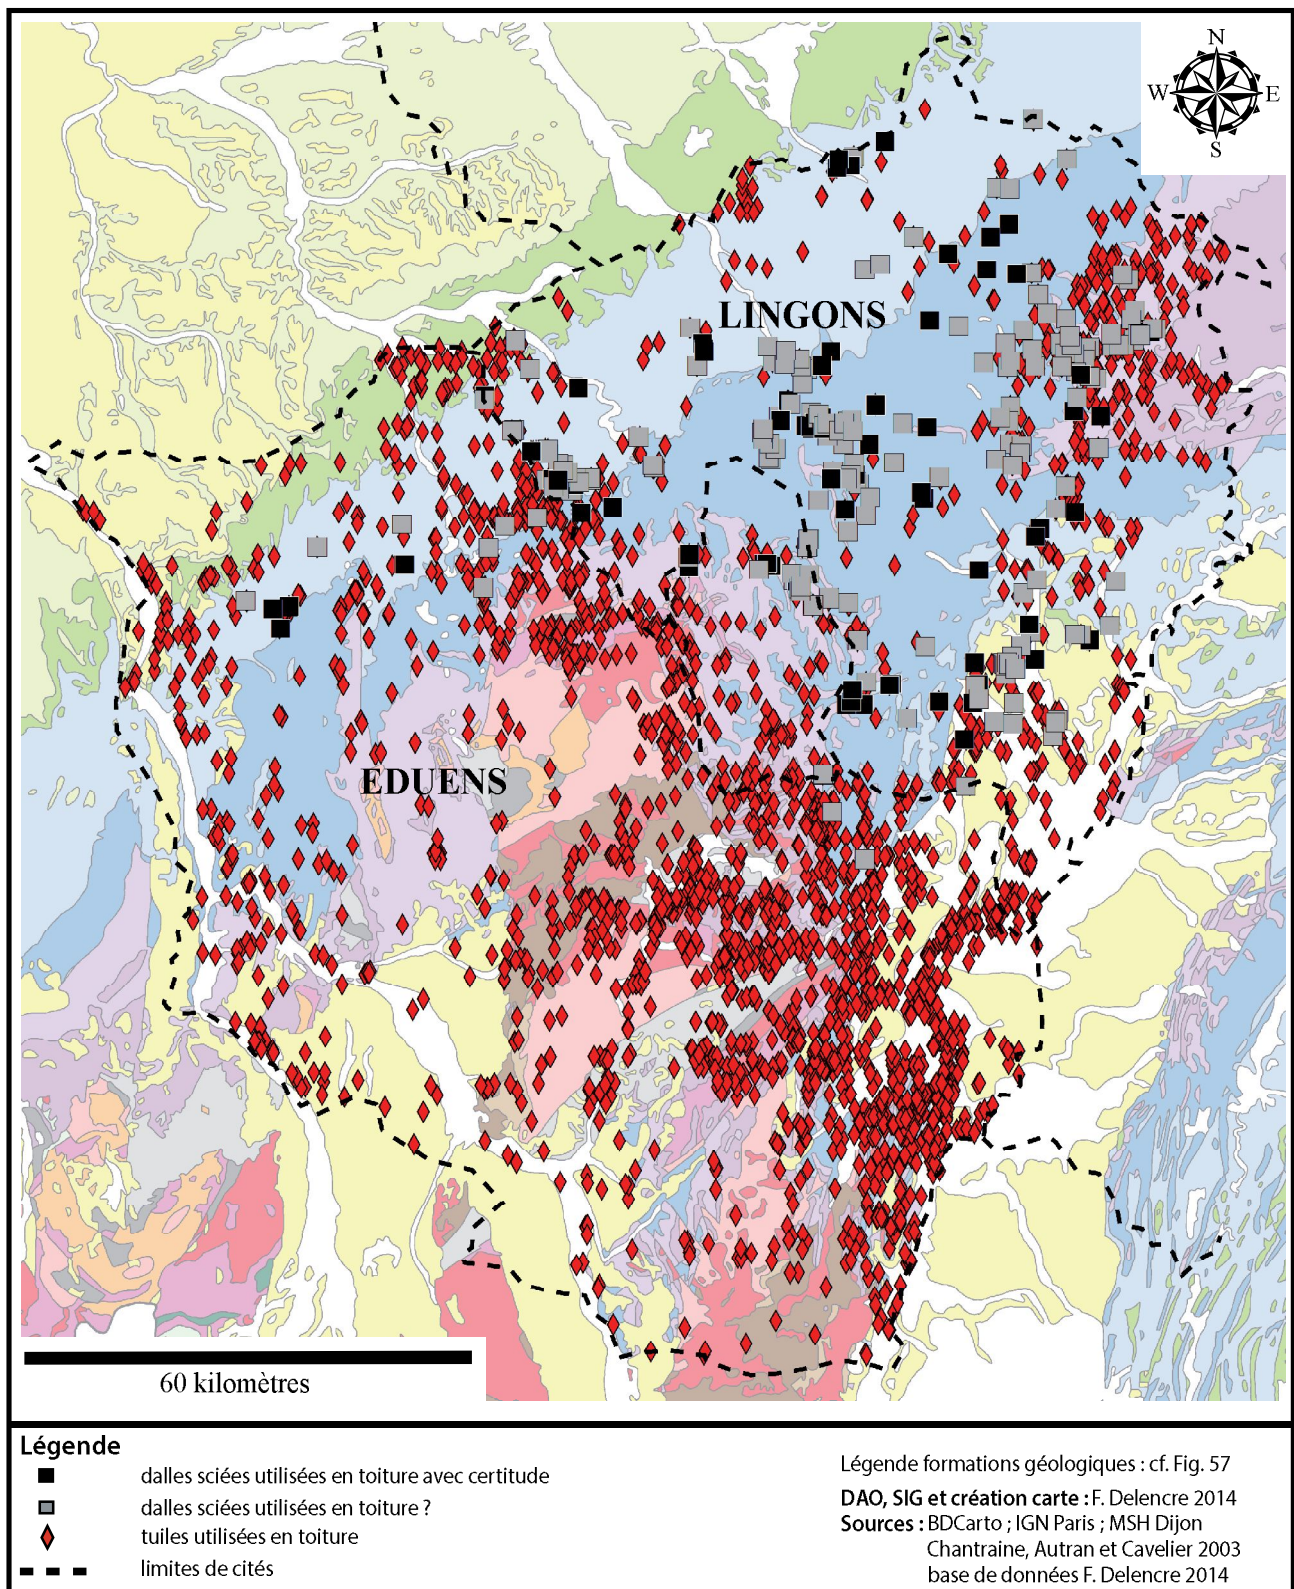 N
W E
S
LINGONS
EDUENS
60 kilomètres
Légende
dalles sciées utilisées en toiture avec certitude
dalles sciées utilisées en toiture ?
tuiles utilisées en toiture
limites de cités
Légende formations géologiques : cf. Fig. 57
DAO, SIG et création carte : F. Delencre 2014
Sources : BDCarto ; IGN Paris ; MSH Dijon
Chantraine, Autran et Cavelier 2003
base de données F. Delencre 2014